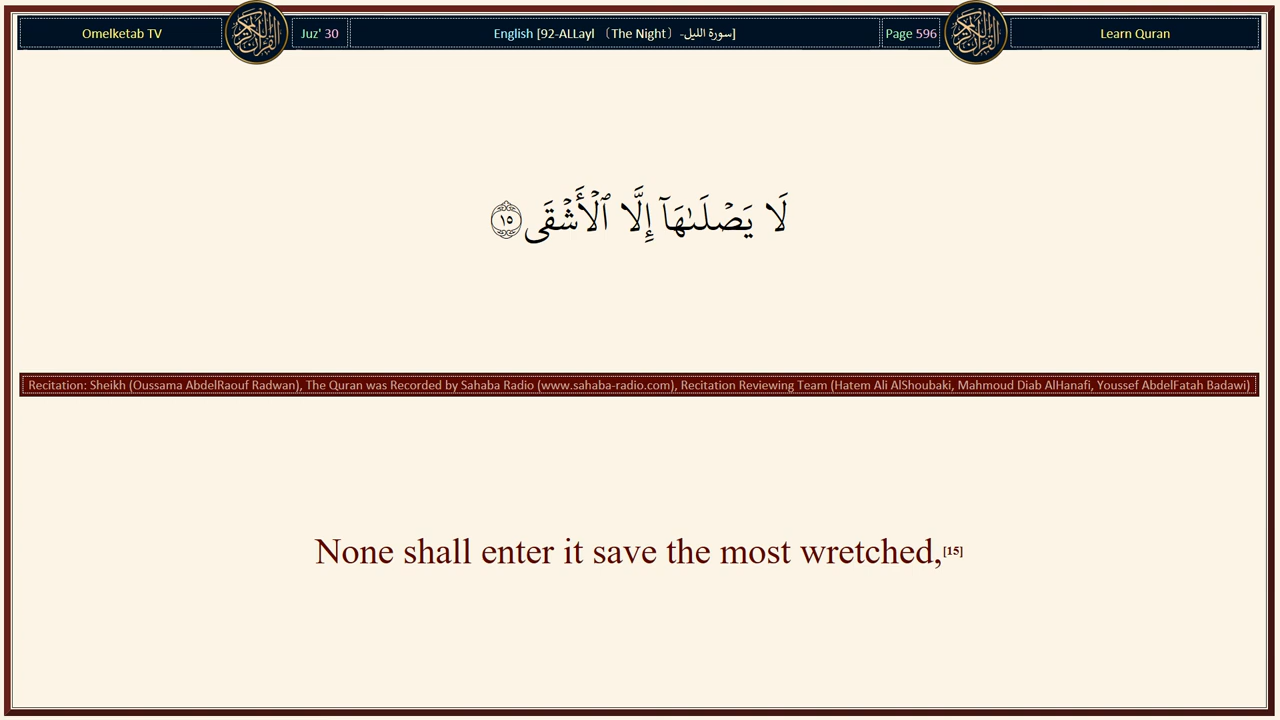 Omelketab TV
Juz' 30
English [92-ALLayl （The Night）-سورة الليل]
Page 596
Learn Quran
لَا يَصۡلَىٰهَآ إِلَّا ٱلۡأَشۡقَى ١٥
Recitation: Sheikh (Oussama AbdelRaouf Radwan), The Quran was Recorded by Sahaba Radio (www.sahaba-radio.com), Recitation Reviewing Team (Hatem Ali AlShoubaki, Mahmoud Diab AlHanafi, Youssef AbdelFatah Badawi)
None shall enter it save the most wretched,[15]